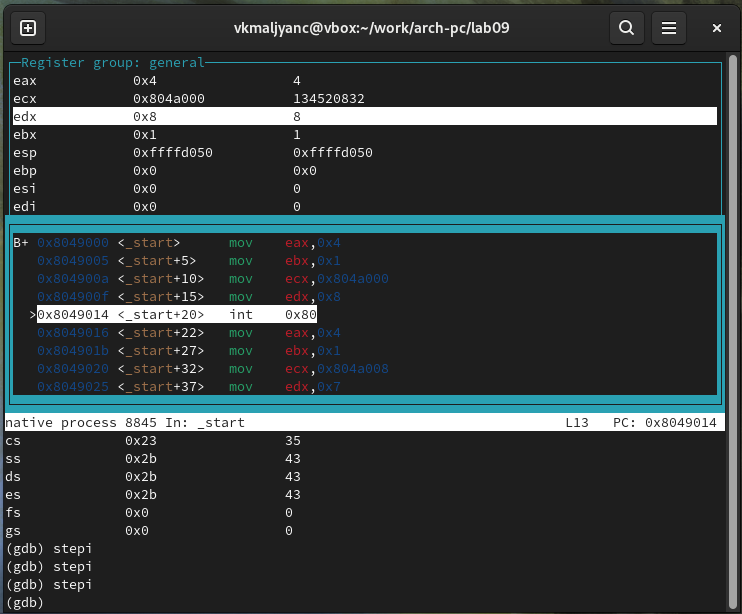 vkmaljyanc@vbox:~/work/arch-pc/lab09
Register group: general
eax 0x4 4
ecx 0x804a000 134520832
edx 0x8 8
ebx 0x1 1
esp 0xffffd050 0xffffd050
ebp 0x0 0x0
esi 0x0 0
edi 0x0 0
B+ 0x8049000 <_start> mov eax,0x4
0x8049005 <_start+5> mov ebx,0x1
0x804900a <_start+10> mov ecx,0x804a000
0x804900f <_start+15> mov edx,0x8
>0x8049014 <_start+20> int 0x80
0x8049016 <_start+22> mov eax,0x4
0x804901b <_start+27> mov ebx,0x1
0x8049020 <_start+32> mov ecx,0x804a008
0x8049025 <_start+37> mov edx,0x7
native process 8845 In: _start L13 PC: 0x8049014
cs 0x23 35
ss 0x2b 43
ds 0x2b 43
es 0x2b 43
fs 0x0 0
gs 0x0 0
(gdb) stepi
(gdb) stepi
(gdb) stepi
(gdb)